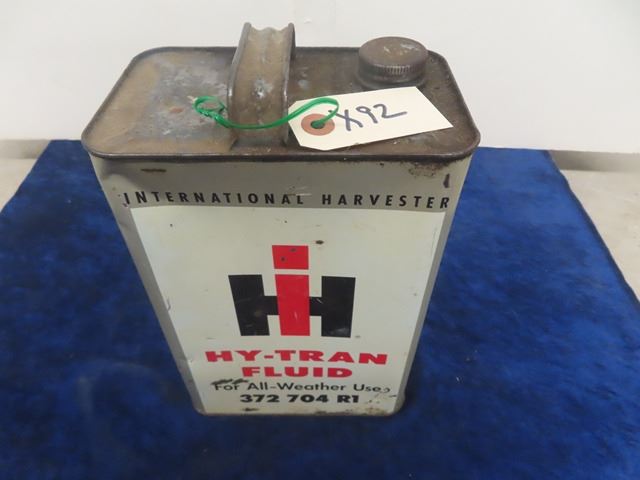 X92
INTERNATIONAL HARVESTER
IH
HY-TRAN
FLUID
For All-Weather Use
372 704 R1